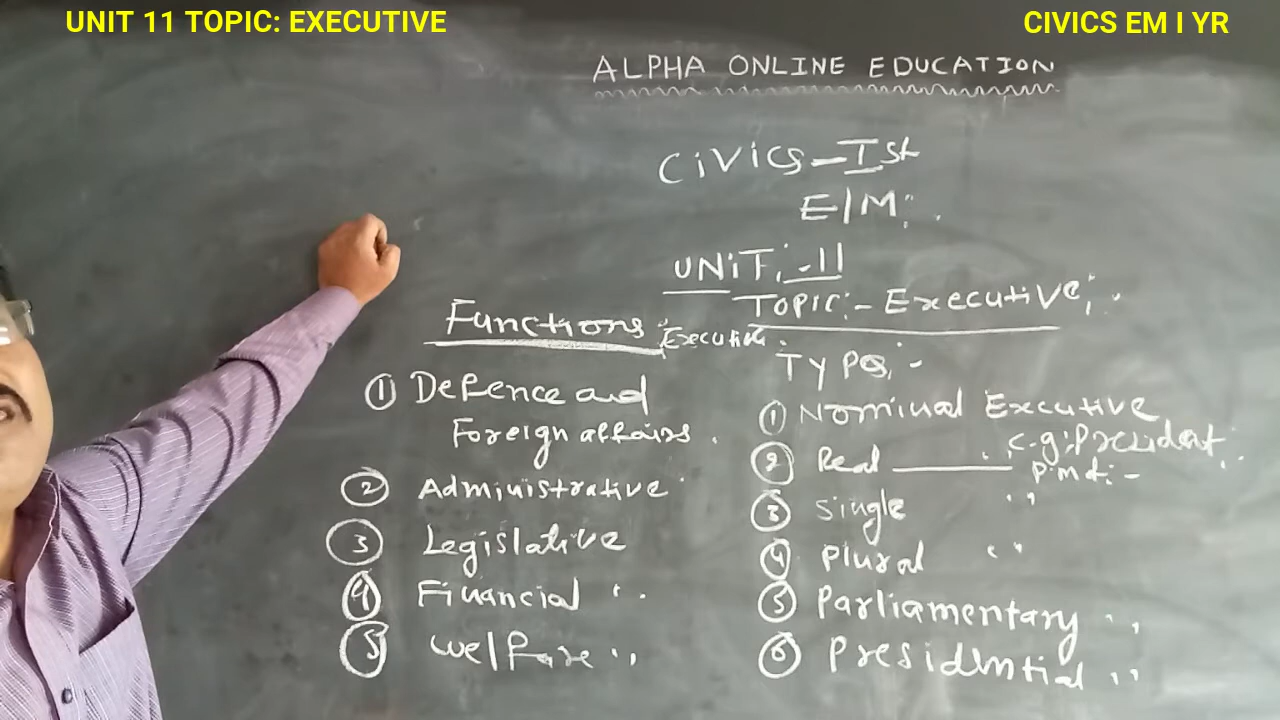 UNIT 11 TOPIC: EXECUTIVE
CIVICS EM I YR
ALPHA ONLINE EDUCATION
CiViCS - Ist
E/M:
UNiT. - 11
TOPIC:- Executive:
Functions: Executive.
① Defence and
Foreign affairs.
② Administrative
③ Legislative
④ Financial "
⑤ Welfare "
Types:-
① Nominal Executive
e.g: President
② Real ——— "
③ Single "
④ Plural "
⑤ Parliamentary "
⑥ Presidential "